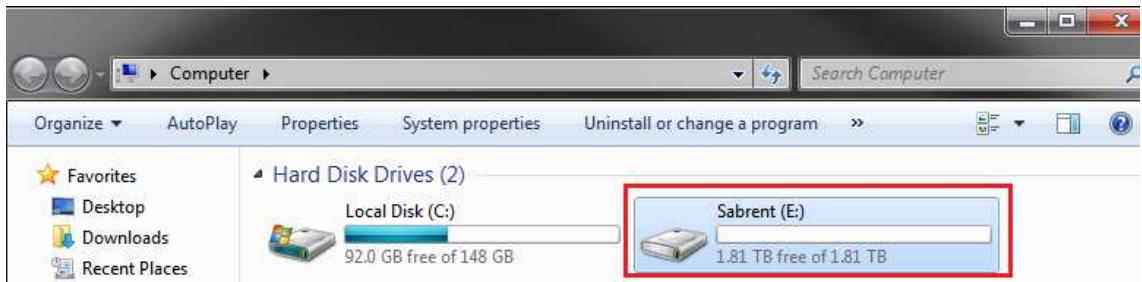 Computer
Search Computer
Organize AutoPlay Properties System properties Uninstall or change a program »
Favorites
Desktop
Downloads
Recent Places
Hard Disk Drives (2)
Local Disk (C:)
92.0 GB free of 148 GB
Sabrent (E:)
1.81 TB free of 1.81 TB